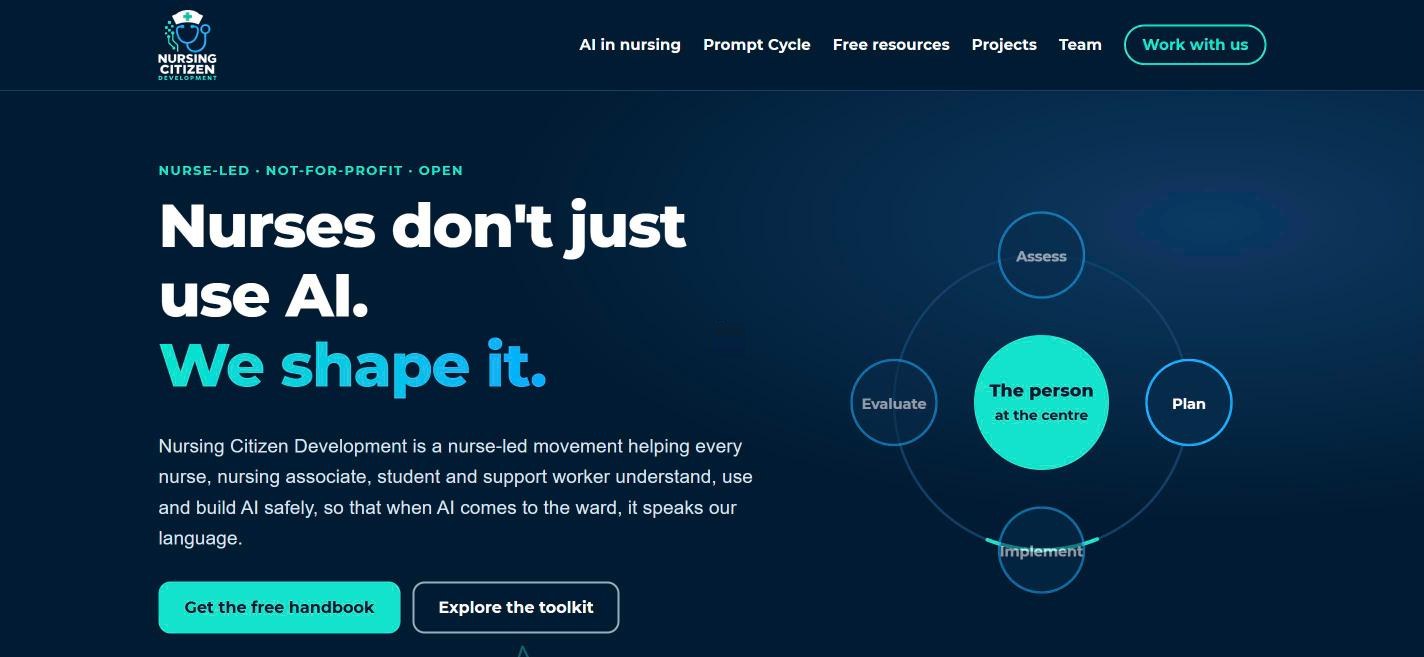 NURSING
CITIZEN
DEVELOPMENT
AI in nursing
Prompt Cycle
Free resources
Projects
Team
Work with us
NURSE-LED · NOT-FOR-PROFIT · OPEN
Nurses don't just
use AI.
We shape it.
Nursing Citizen Development is a nurse-led movement helping every
nurse, nursing associate, student and support worker understand, use
and build AI safely, so that when AI comes to the ward, it speaks our
language.
Get the free handbook
Explore the toolkit
Assess
Evaluate
The person
at the centre
Plan
Implement